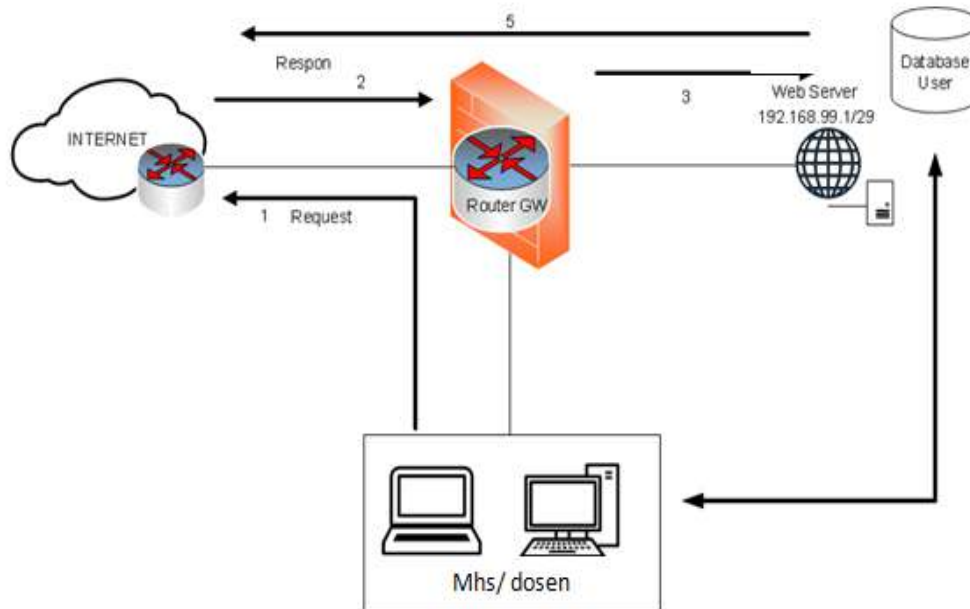 5
Respon
2
3
Database
User
Web Server
192.168.99.1/29
INTERNET
Router GW
1 Request
Mhs/ dosen